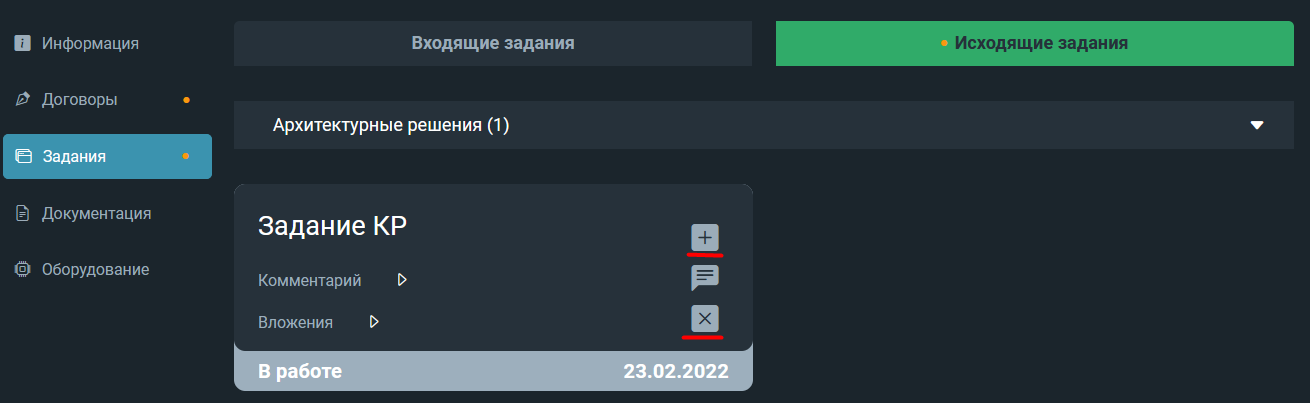 Информация
Договоры
Задания
Документация
Оборудование
Входящие задания
Исходящие задания
Архитектурные решения (1)
Задание КР
Комментарий
Вложения
В работе 23.02.2022